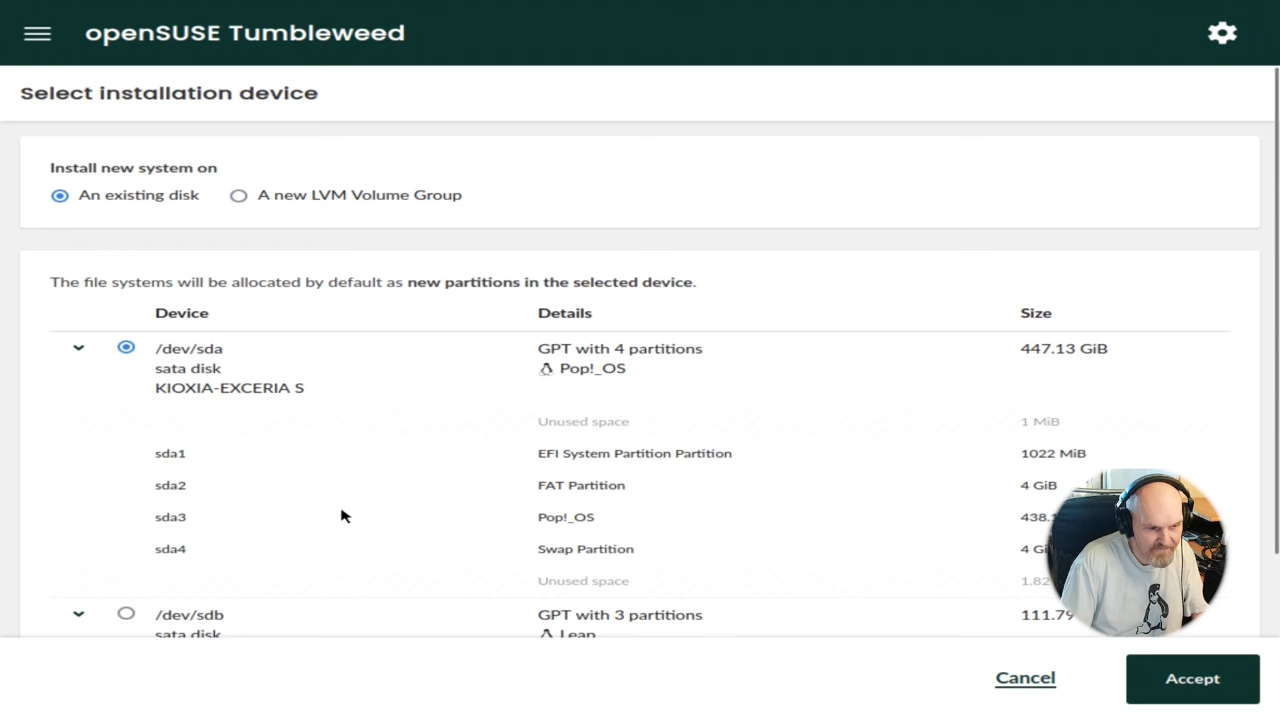 openSUSE Tumbleweed
Select installation device
Install new system on
An existing disk A new LVM Volume Group
The file systems will be allocated by default as new partitions in the selected device.
Device Details Size
/dev/sda GPT with 4 partitions 447.13 GiB
sata disk Pop!_OS
KIOXIA-EXCERIA S
Unused space 1 MiB
sda1 EFI System Partition Partition 1022 MiB
sda2 FAT Partition 4 GiB
sda3 Pop!_OS
sda4 Swap Partition
Unused space
/dev/sdb GPT with 3 partitions
sata disk Leap
Cancel Accept